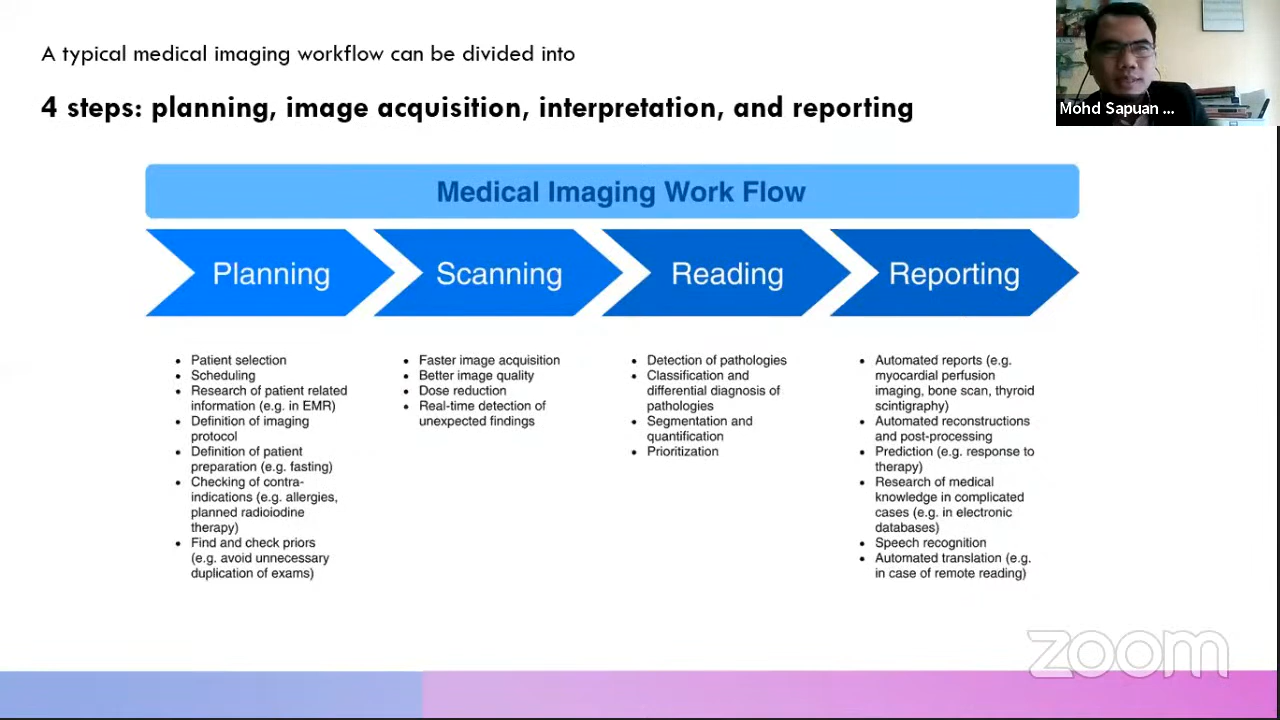 A typical medical imaging workflow can be divided into
4 steps: planning, image acquisition, interpretation, and reporting
Mohd Sapuan ...
Medical Imaging Work Flow
Planning
Scanning
Reading
Reporting
• Patient selection
• Scheduling
• Research of patient related
information (e.g. in EMR)
• Definition of imaging
protocol
• Definition of patient
preparation (e.g. fasting)
• Checking of contra-
indications (e.g. allergies,
planned radioiodine
therapy)
• Find and check priors
(e.g. avoid unnecessary
duplication of exams)
• Faster image acquisition
• Better image quality
• Dose reduction
• Real-time detection of
unexpected findings
• Detection of pathologies
• Classification and
differential diagnosis of
pathologies
• Segmentation and
quantification
• Prioritization
• Automated reports (e.g.
myocardial perfusion
imaging, bone scan, thyroid
scintigraphy)
• Automated reconstructions
and post-processing
• Prediction (e.g. response to
therapy)
• Research of medical
knowledge in complicated
cases (e.g. in electronic
databases)
• Speech recognition
• Automated translation (e.g.
in case of remote reading)
zoom